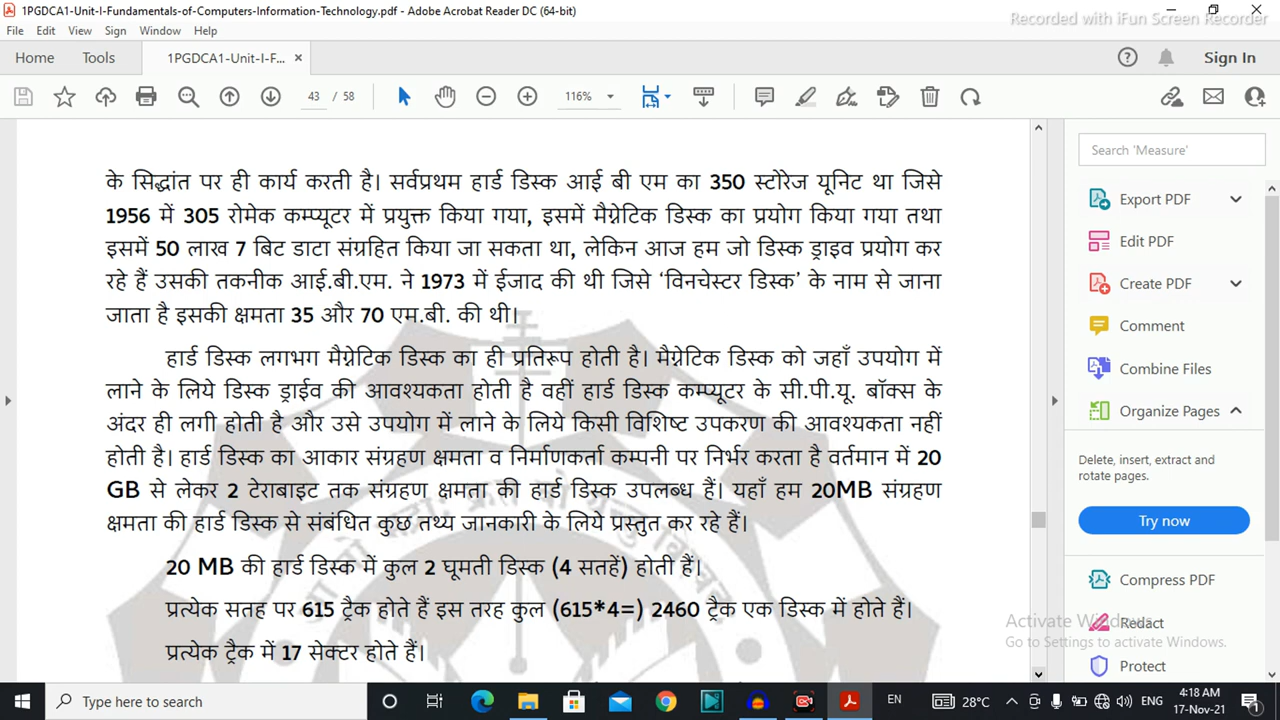 1PGDCA1-Unit-I-Fundamentals-of-Computers-Information-Technology.pdf - Adobe Acrobat Reader DC (64-bit)
Recorded with iFun Screen Recorder
File Edit View Sign Window Help
Home Tools 1PGDCA1-Unit-I-F... Sign In
43 / 58 116%
के सिद्धांत पर ही कार्य करती है। सर्वप्रथम हार्ड डिस्क आई बी एम का 350 स्टोरेज यूनिट था जिसे
1956 में 305 रोमेक कम्प्यूटर में प्रयुक्त किया गया, इसमें मैग्नेटिक डिस्क का प्रयोग किया गया तथा
इसमें 50 लाख 7 बिट डाटा संग्रहित किया जा सकता था, लेकिन आज हम जो डिस्क ड्राइव प्रयोग कर
रहे हैं उसकी तकनीक आई.बी.एम. ने 1973 में ईजाद की थी जिसे ‘विनचेस्टर डिस्क’ के नाम से जाना
जाता है इसकी क्षमता 35 और 70 एम.बी. की थी।
हार्ड डिस्क लगभग मैग्नेटिक डिस्क का ही प्रतिरूप होती है। मैग्नेटिक डिस्क को जहाँ उपयोग में
लाने के लिये डिस्क ड्राईव की आवश्यकता होती है वहीं हार्ड डिस्क कम्प्यूटर के सी.पी.यू. बॉक्स के
अंदर ही लगी होती है और उसे उपयोग में लाने के लिये किसी विशिष्ट उपकरण की आवश्यकता नहीं
होती है। हार्ड डिस्क का आकार संग्रहण क्षमता व निर्माणकर्ता कम्पनी पर निर्भर करता है वर्तमान में 20
GB से लेकर 2 टेराबाइट तक संग्रहण क्षमता की हार्ड डिस्क उपलब्ध हैं। यहाँ हम 20MB संग्रहण
क्षमता की हार्ड डिस्क से संबंधित कुछ तथ्य जानकारी के लिये प्रस्तुत कर रहे हैं।
20 MB की हार्ड डिस्क में कुल 2 घूमती डिस्क (4 सतहें) होती हैं।
प्रत्येक सतह पर 615 ट्रैक होते हैं इस तरह कुल (615*4=) 2460 ट्रैक एक डिस्क में होते हैं।
प्रत्येक ट्रैक में 17 सेक्टर होते हैं।
Search 'Measure'
Export PDF
Edit PDF
Create PDF
Comment
Combine Files
Organize Pages
Delete, insert, extract and
rotate pages.
Try now
Compress PDF
Redact
Protect
Activate Windows
Go to Settings to activate Windows.
Type here to search
EN 28°C ENG 4:18 AM
17-Nov-21